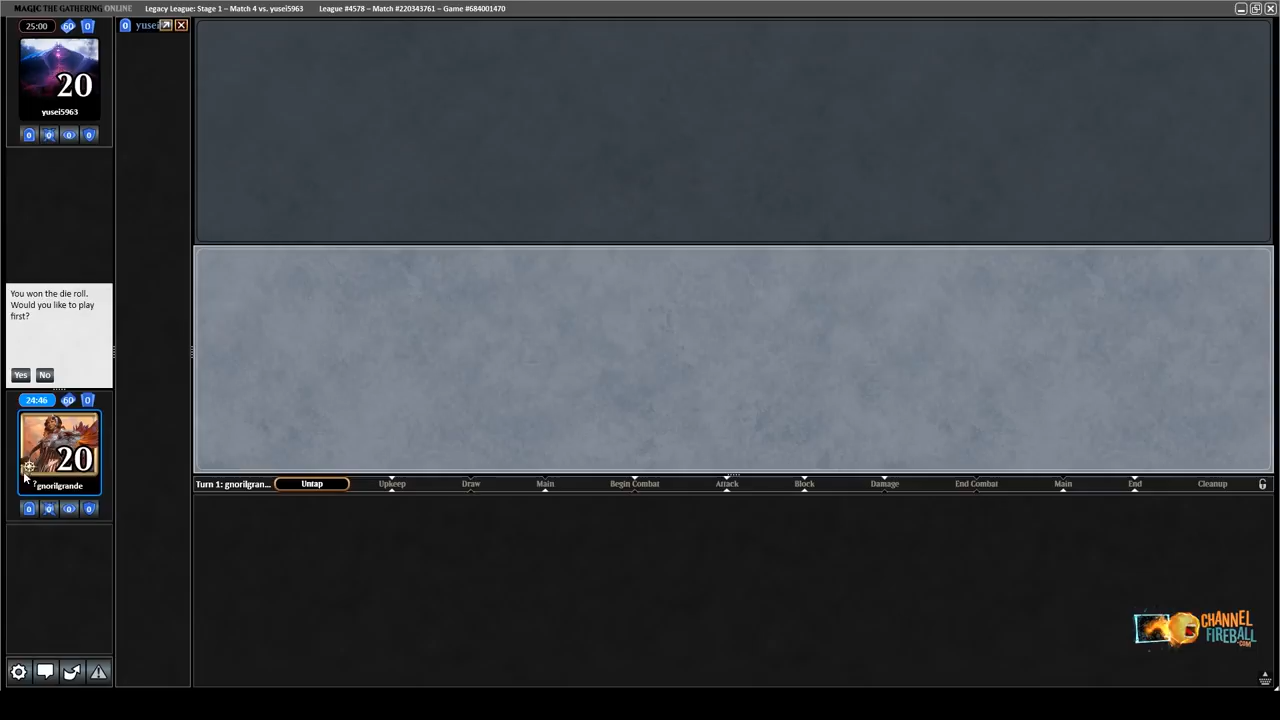 MAGIC THE GATHERING ONLINE Legacy League: Stage 1 – Match 4 vs. yusei5963 League #4578 – Match #220343761 – Game #684001470
25:00 60 0
0 yusei
20
yusei5963
0 0 0 0
You won the die roll.
Would you like to play
first?
Yes No
24:46 60 0
20
gnorilgrande
Turn 1: gnorilgran... Untap Upkeep Draw Main Begin Combat Attack Block Damage End Combat Main End Cleanup
0 0 0 0
CHANNEL
FIREBALL
.COM